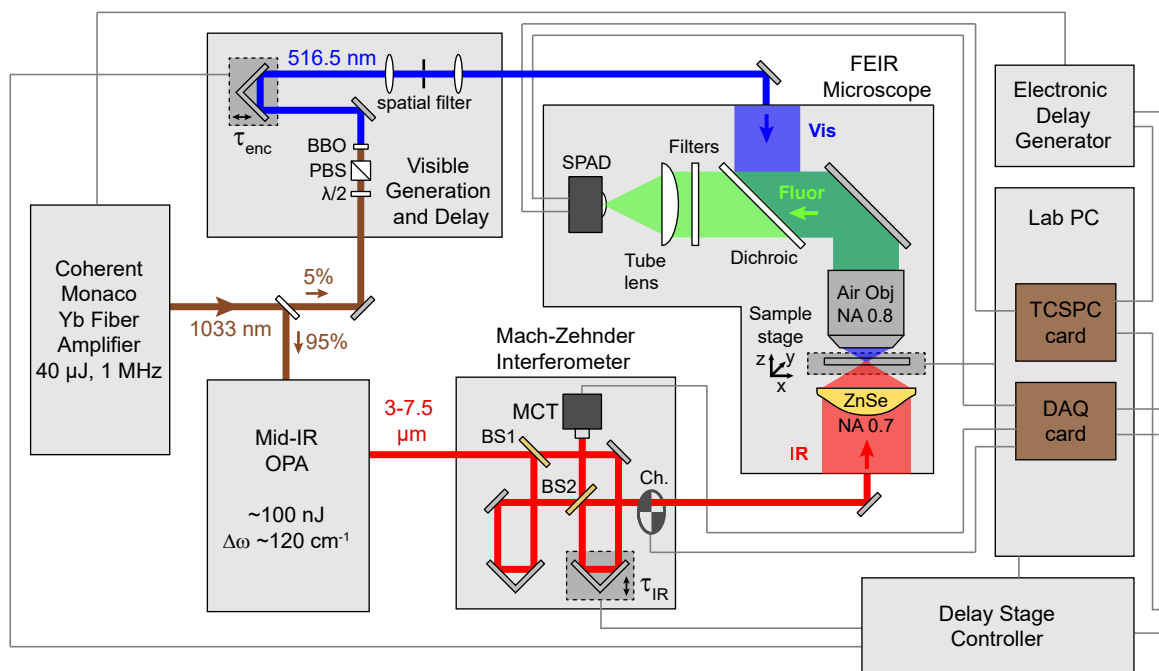 516.5 nm
spatial filter
τenc
BBO
PBS
λ/2
Visible
Generation
and Delay
FEIR
Microscope
Vis
Filters
SPAD
Fluor
Tube
lens
Dichroic
Air Obj
NA 0.8
Sample
stage
z
y
x
ZnSe
NA 0.7
IR
Electronic
Delay
Generator
Lab PC
TCSPC
card
DAQ
card
Coherent
Monaco
Yb Fiber
Amplifier
40 μJ, 1 MHz
1033 nm
5%
95%
Mid-IR
OPA
~100 nJ
Δω ~120 cm⁻¹
3-7.5
μm
Mach-Zehnder
Interferometer
MCT
BS1
BS2
Ch.
τIR
Delay Stage
Controller